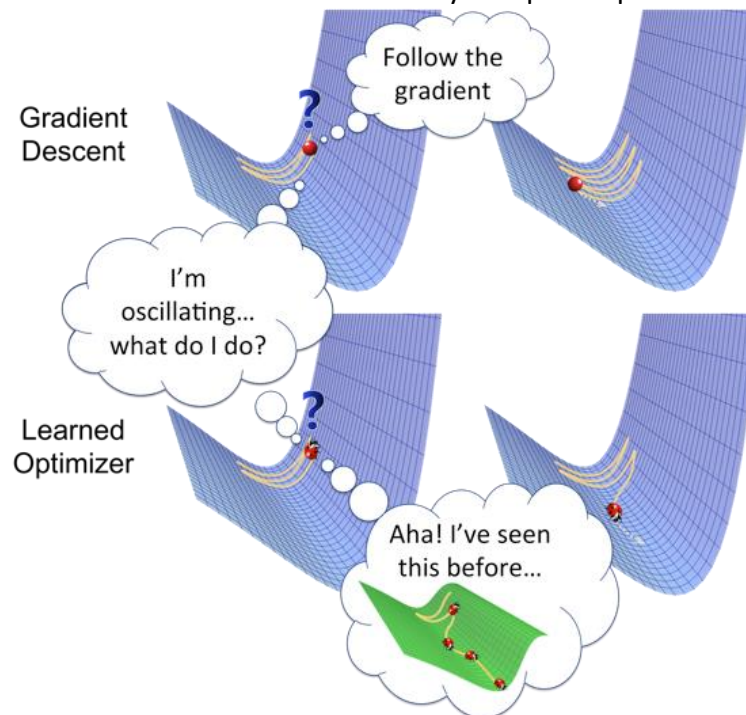 Follow the
gradient
?
Gradient
Descent
I'm
oscillating...
what do I do?
?
Learned
Optimizer
Aha! I've seen
this before...